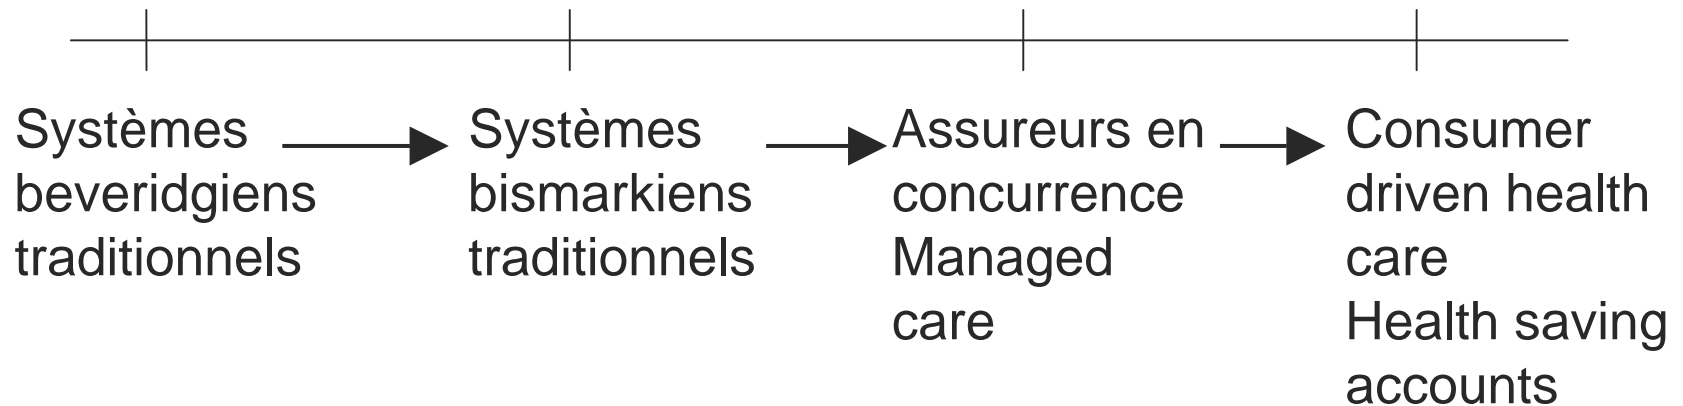 Systèmes
beveridgiens
traditionnels
Systèmes
bismarkiens
traditionnels
Assureurs en
concurrence
Managed
care
Consumer
driven health
care
Health saving
accounts